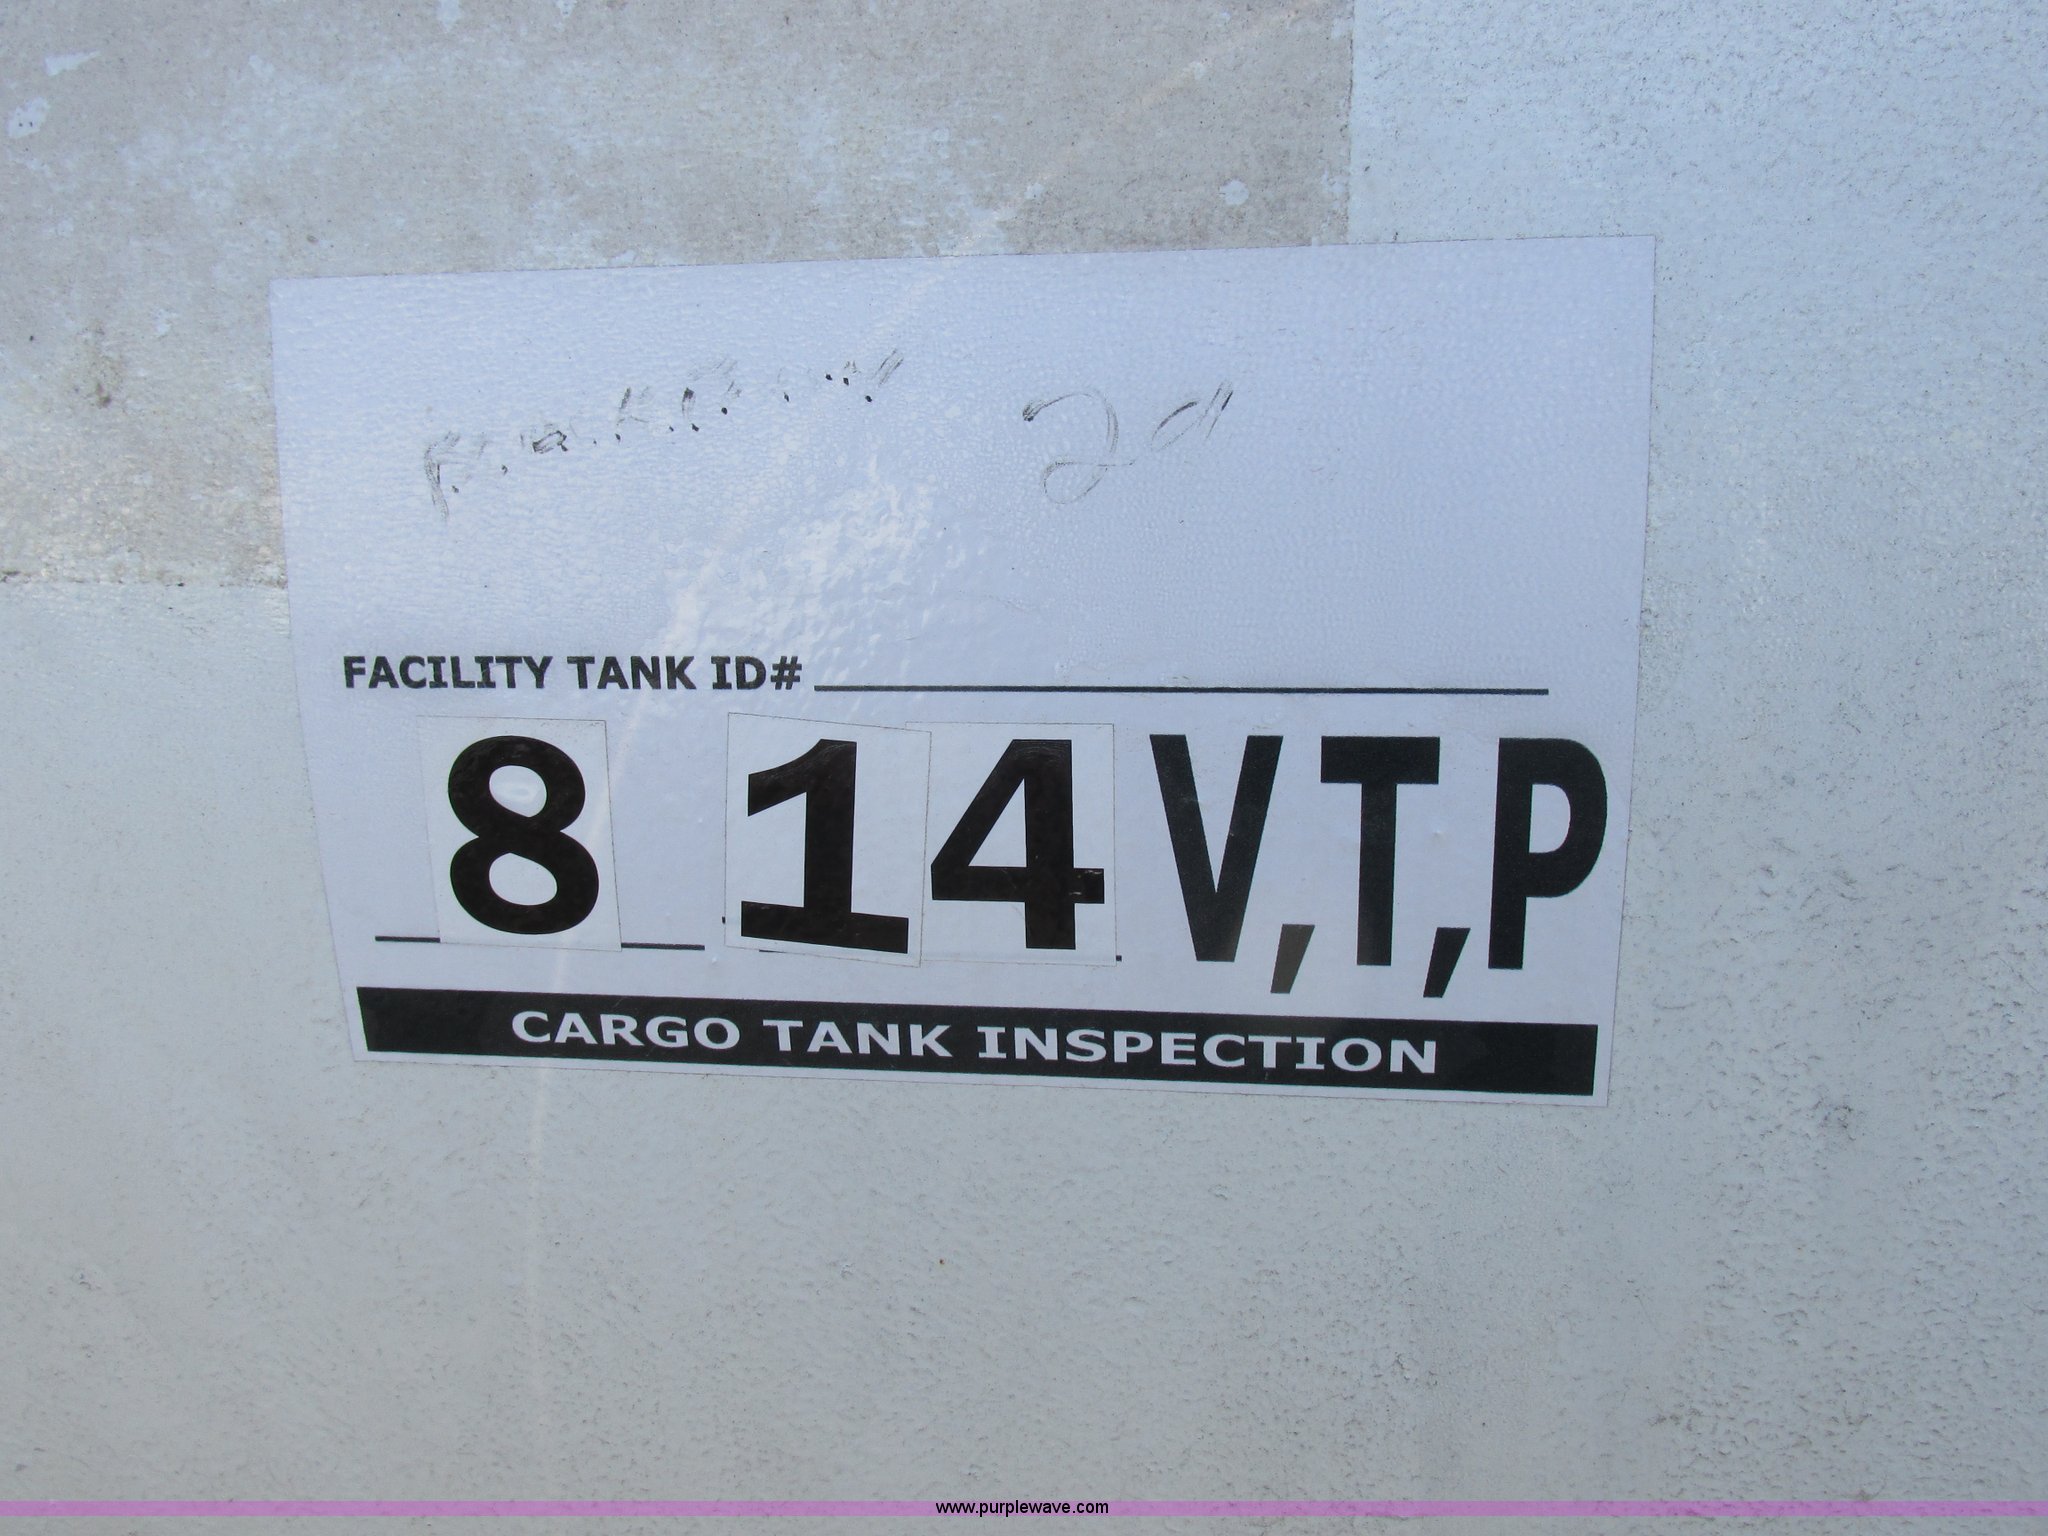 FACILITY TANK ID#
8 14 V,T,P
CARGO TANK INSPECTION
www.purplewave.com